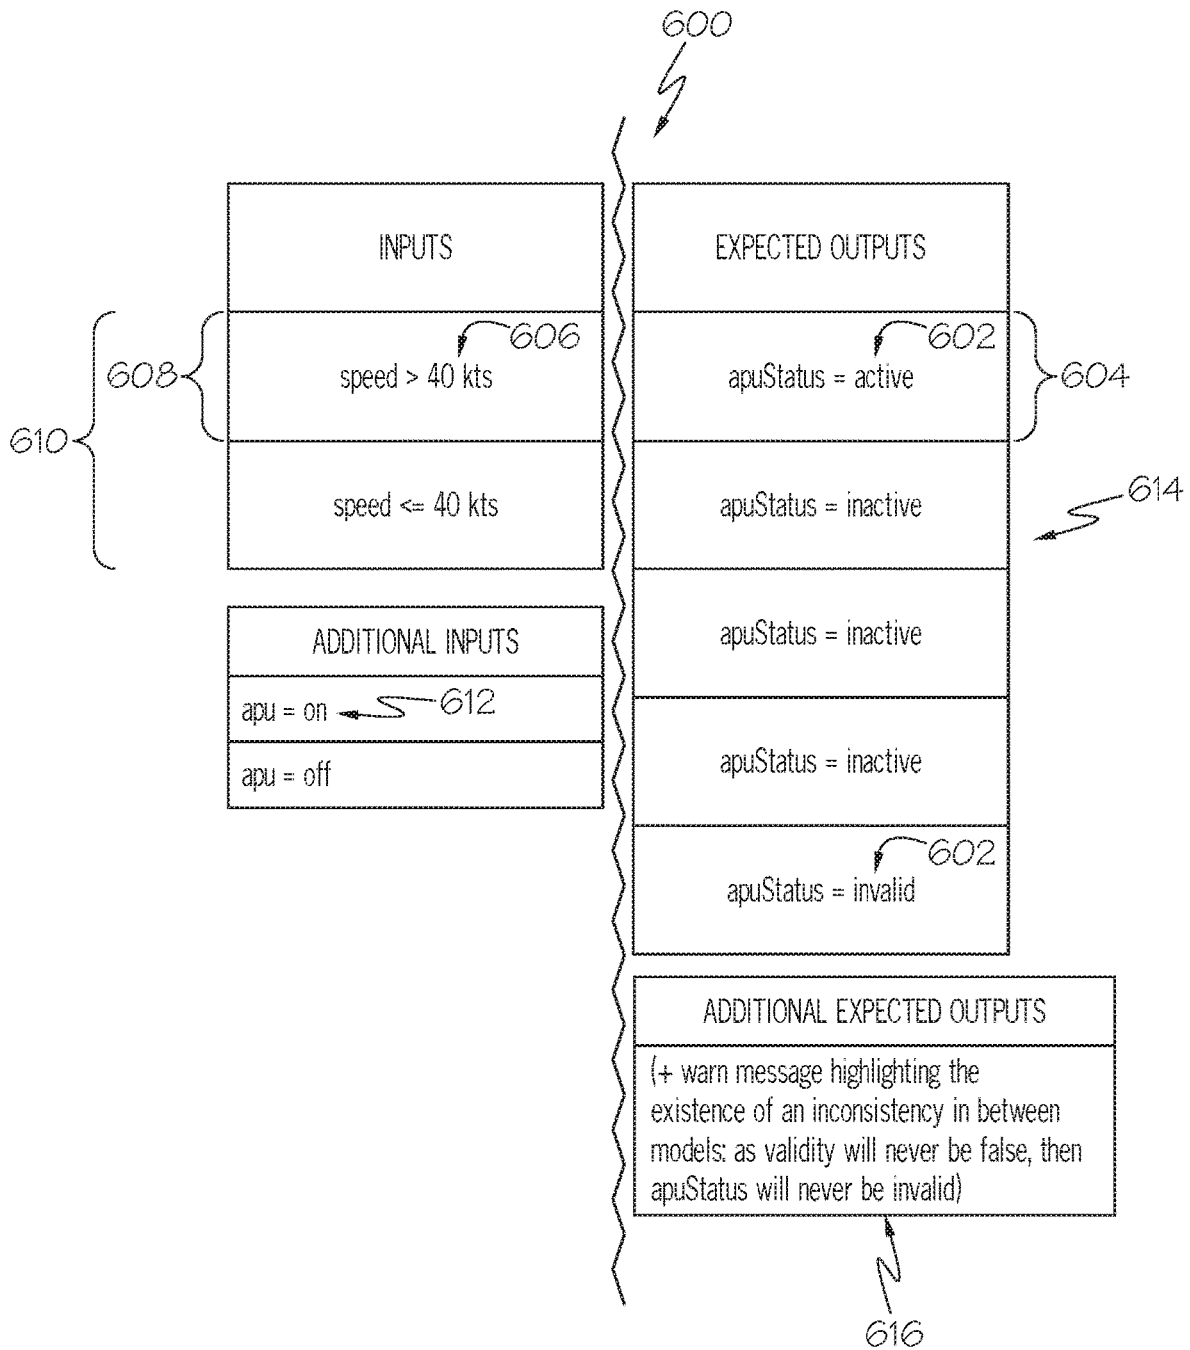 600
INPUTS
EXPECTED OUTPUTS
606
602
608
speed > 40 kts
apuStatus = active
604
610
614
speed <= 40 kts
apuStatus = inactive
ADDITIONAL INPUTS
apuStatus = inactive
apu = on
612
apu = off
apuStatus = inactive
602
apuStatus = invalid
ADDITIONAL EXPECTED OUTPUTS
(+ warn message highlighting the
existence of an inconsistency in between
models: as validity will never be false, then
apuStatus will never be invalid)
616